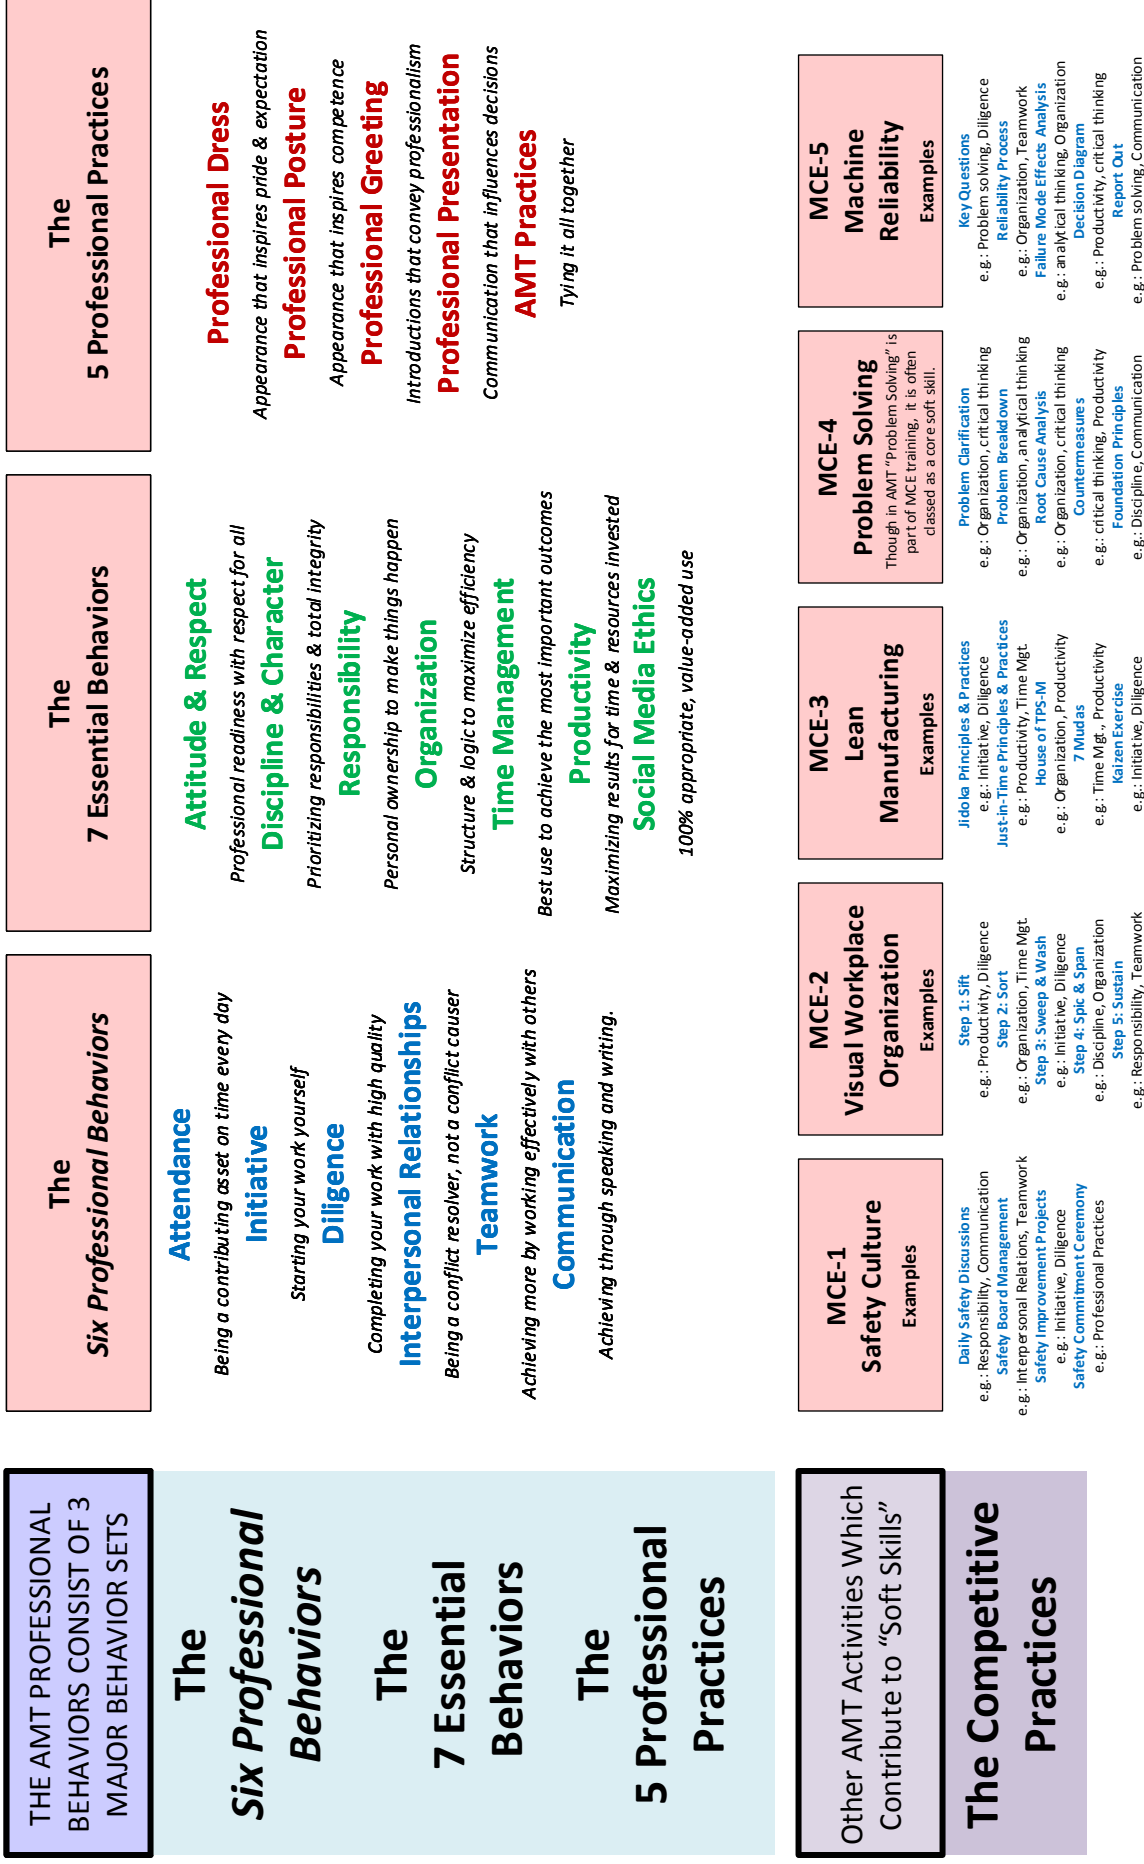 THE AMT PROFESSIONAL
BEHAVIORS CONSIST OF 3
MAJOR BEHAVIOR SETS
The
Six Professional
Behaviors
The
7 Essential
Behaviors
The
5 Professional
Practices
The
Six Professional Behaviors
Attendance
Being a contributing asset on time every day
Initiative
Starting your work yourself
Diligence
Completing your work with high quality
Interpersonal Relationships
Being a conflict resolver, not a conflict causer
Teamwork
Achieving more by working effectively with others
Communication
Achieving through speaking and writing.
The
7 Essential Behaviors
Attitude & Respect
Professional readiness with respect for all
Discipline & Character
Prioritizing responsibilities & total integrity
Responsibility
Personal ownership to make things happen
Organization
Structure & logic to maximize efficiency
Time Management
Best use to achieve the most important outcomes
Productivity
Maximizing results for time & resources invested
Social Media Ethics
100% appropriate, value-added use
The
5 Professional Practices
Professional Dress
Appearance that inspires pride & expectation
Professional Posture
Appearance that inspires competence
Professional Greeting
Introductions that convey professionalism
Professional Presentation
Communication that influences decisions
AMT Practices
Tying it all together
Other AMT Activities Which
Contribute to “Soft Skills”
The Competitive
Practices
MCE-1
Safety Culture
Examples
Daily Safety Discussions
e.g.: Responsibility, Communication
Safety Board Management
e.g.: Interpersonal Relations, Teamwork
Safety Improvement Projects
e.g.: Initiative, Diligence
Safety Commitment Ceremony
e.g.: Professional Practices
MCE-2
Visual Workplace
Organization
Examples
Step 1: Sift
e.g.: Productivity, Diligence
Step 2: Sort
e.g.: Organization, Time Mgt.
Step 3: Sweep & Wash
e.g.: Initiative, Diligence
Step 4: Spic & Span
e.g.: Discipline, Organization
Step 5: Sustain
e.g.: Responsibility, Teamwork
MCE-3
Lean
Manufacturing
Examples
Jidoka Principles & Practices
e.g.: Initiative, Diligence
Just-in-Time Principles & Practices
e.g.: Productivity, Time Mgt.
House of TPS-M
e.g.: Organization, Productivity
7 Mudas
e.g.: Time Mgt., Productivity
Kaizen Exercise
e.g.: Initiative, Diligence
MCE-4
Problem Solving
Though in AMT “Problem Solving” is
part of MCE training, it is often
classed as a core soft skill.
Problem Clarification
e.g.: Organization, critical thinking
Problem Breakdown
e.g.: Organization, analytical thinking
Root Cause Analysis
e.g.: Organization, critical thinking
Countermeasures
e.g.: critical thinking, Productivity
Foundation Principles
e.g.: Discipline, Communication
MCE-5
Machine
Reliability
Examples
Key Questions
e.g.: Problem solving, Diligence
Reliability Process
e.g.: Organization, Teamwork
Failure Mode Effects Analysis
e.g.: analytical thinking, Organization
Decision Diagram
e.g.: Productivity, critical thinking
Report Out
e.g.: Problem solving, Communication